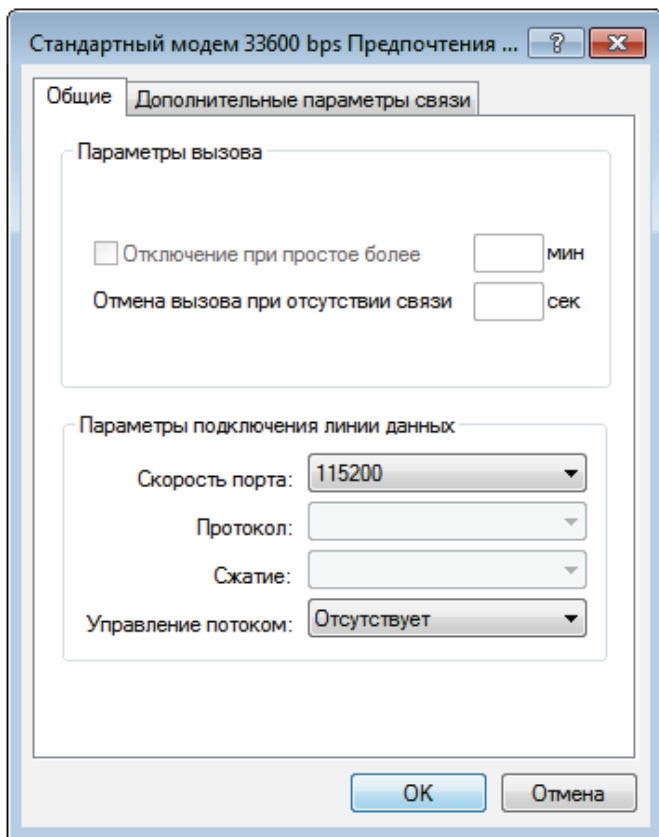 Стандартный модем 33600 bps Предпочтения ...
Общие
Дополнительные параметры связи
Параметры вызова
Отключение при простое более мин
Отмена вызова при отсутствии связи сек
Параметры подключения линии данных
Скорость порта: 115200
Протокол:
Сжатие:
Управление потоком: Отсутствует
OK
Отмена